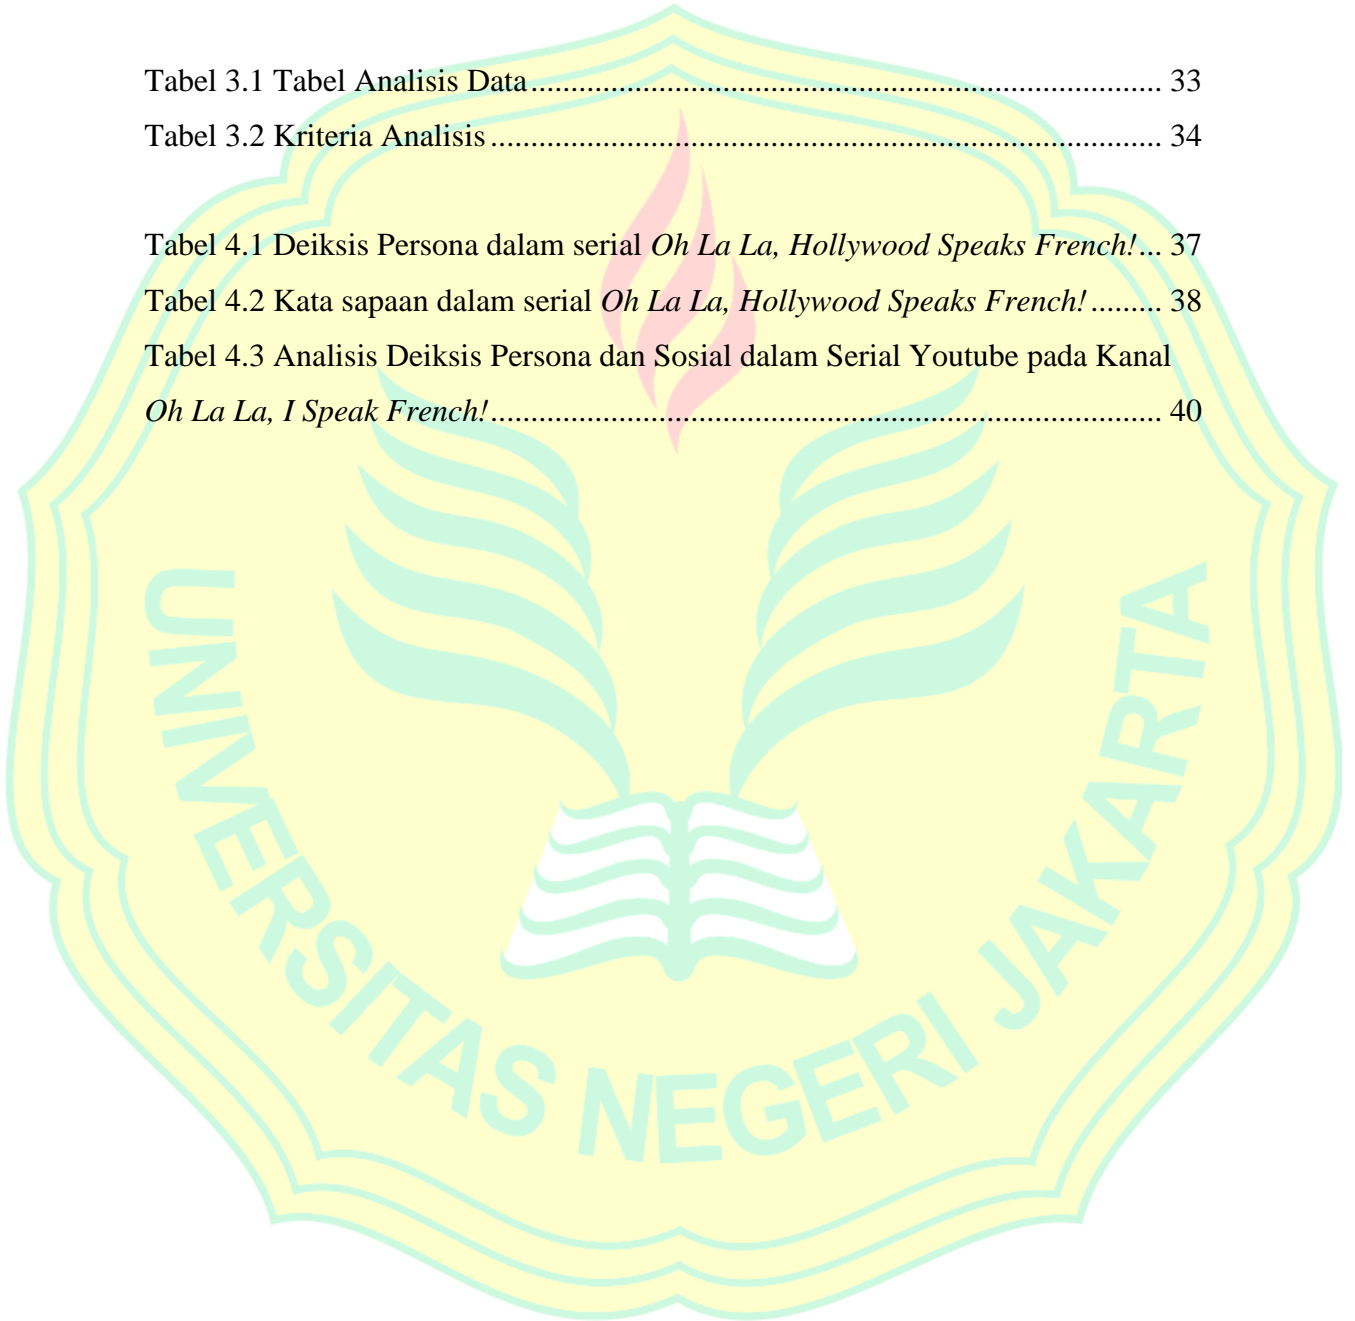 Tabel 3.1 Tabel Analisis Data ................................................................................ 33
Tabel 3.2 Kriteria Analysis ..................................................................................... 34
Tabel 4.1 Deiksis Persona dalam serial Oh La La, Hollywood Speaks French! ... 37
Tabel 4.2 Kata sapaan dalam serial Oh La La, Hollywood Speaks French! ......... 38
Tabel 4.3 Analisis Deiksis Persona dan Sosial dalam Serial Youtube pada Kanal
Oh La La, I Speak French! ..................................................................................... 40
UNIVERSITAS NEGERI JAKARTA